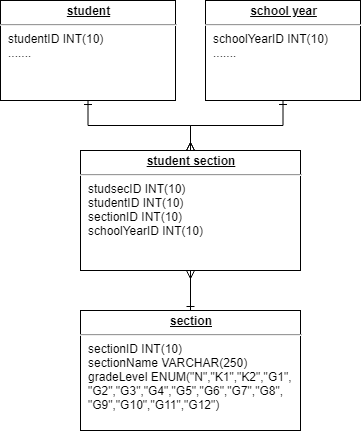 student
studentID INT(10)
.......
school year
schoolYearID INT(10)
.......
student section
studsecID INT(10)
studentID INT(10)
sectionID INT(10)
schoolYearID INT(10)
section
sectionID INT(10)
sectionName VARCHAR(250)
gradeLevel ENUM("N","K1","K2","G1",
"G2","G3","G4","G5","G6","G7","G8",
"G9","G10","G11","G12")